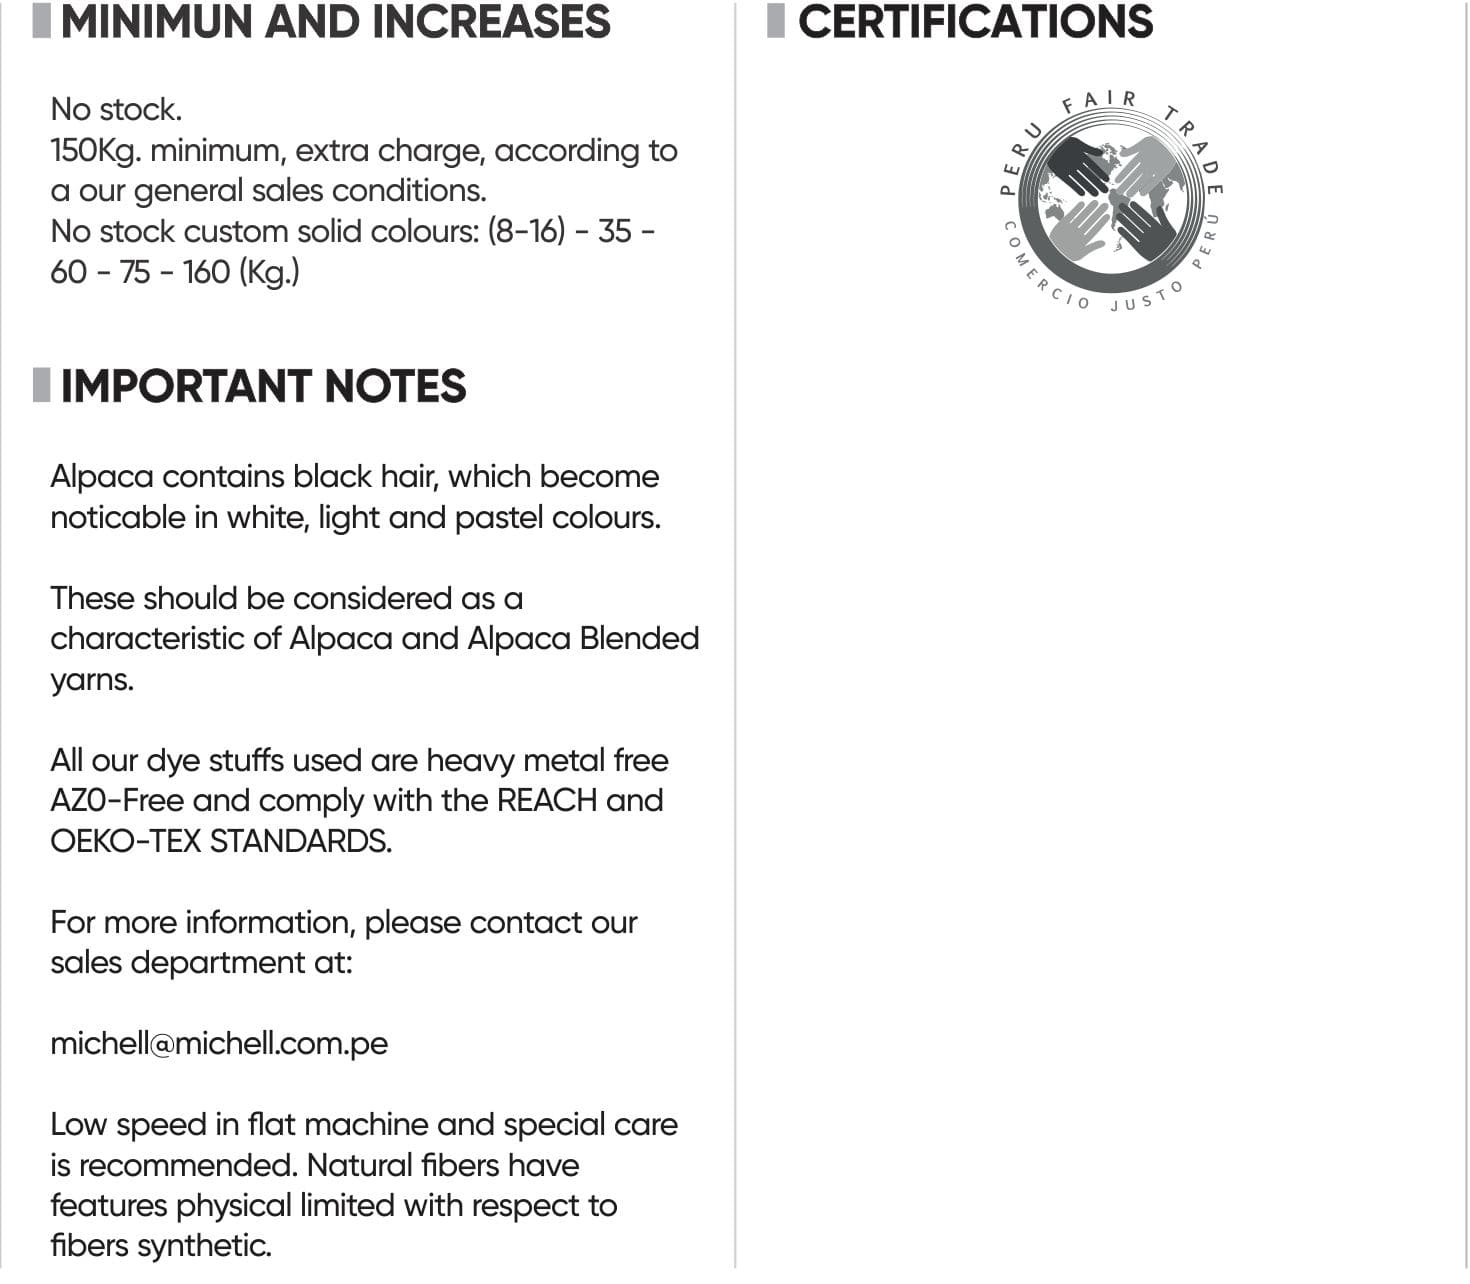 MINIMUN AND INCREASES
No stock.
150Kg. minimum, extra charge, according to
a our general sales conditions.
No stock custom solid colours: (8-16) - 35 -
60 - 75 - 160 (Kg.)
IMPORTANT NOTES
Alpaca contains black hair, which become
noticable in white, light and pastel colours.
These should be considered as a
characteristic of Alpaca and Alpaca Blended
yarns.
All our dye stuffs used are heavy metal free
AZ0-Free and comply with the REACH and
OEKO-TEX STANDARDS.
For more information, please contact our
sales department at:
michell@michell.com.pe
Low speed in flat machine and special care
is recommended. Natural fibers have
features physical limited with respect to
fibers synthetic.
CERTIFICATIONS
PERU FAIR TRADE
COMERCIO JUSTO PERÚ